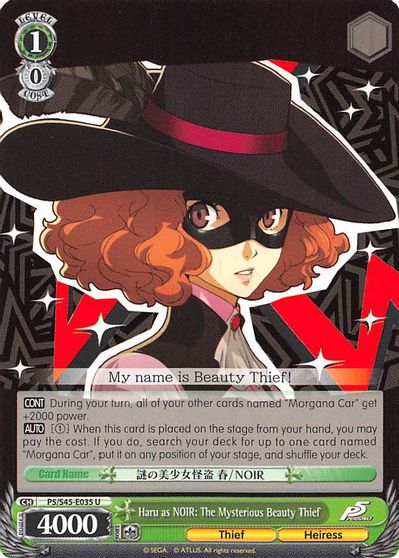 LEVEL
1
0
COST
My name is Beauty Thief!
CONT During your turn, all of your other cards named "Morgana Car" get
+2000 power.
AUTO [①] When this card is placed on the stage from your hand, you may
pay the cost. If you do, search your deck for up to one card named
"Morgana Car", put it on any position of your stage, and shuffle your deck.
Card Name 謎の美少女怪盗 春/NOIR
CH P5/S45-E035 U
Haru as NOIR: The Mysterious Beauty Thief
P5 PERSONA5
POWER 4000
Thief Heiress
© SEGA. © ATLUS. All rights reserved.